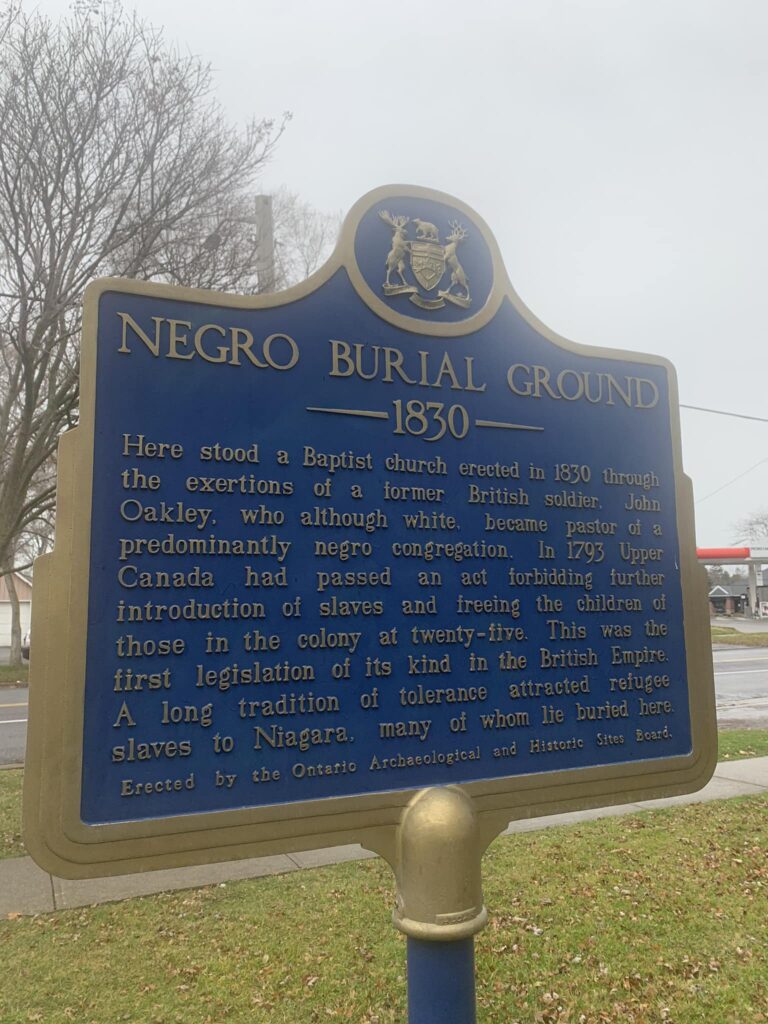 NEGRO BURIAL GROUND
1830
Here stood a Baptist church erected in 1830 through
the exertions of a former British soldier, John
Oakley, who although white, became pastor of a
predominantly negro congregation. In 1793 Upper
Canada had passed an act forbidding further
introduction of slaves and freeing the children of
those in the colony at twenty-five. This was the
first legislation of its kind in the British Empire.
A long tradition of tolerance attracted refugee
slaves to Niagara, many of whom lie buried here.
Erected by the Ontario Archaeological and Historic Sites Board.